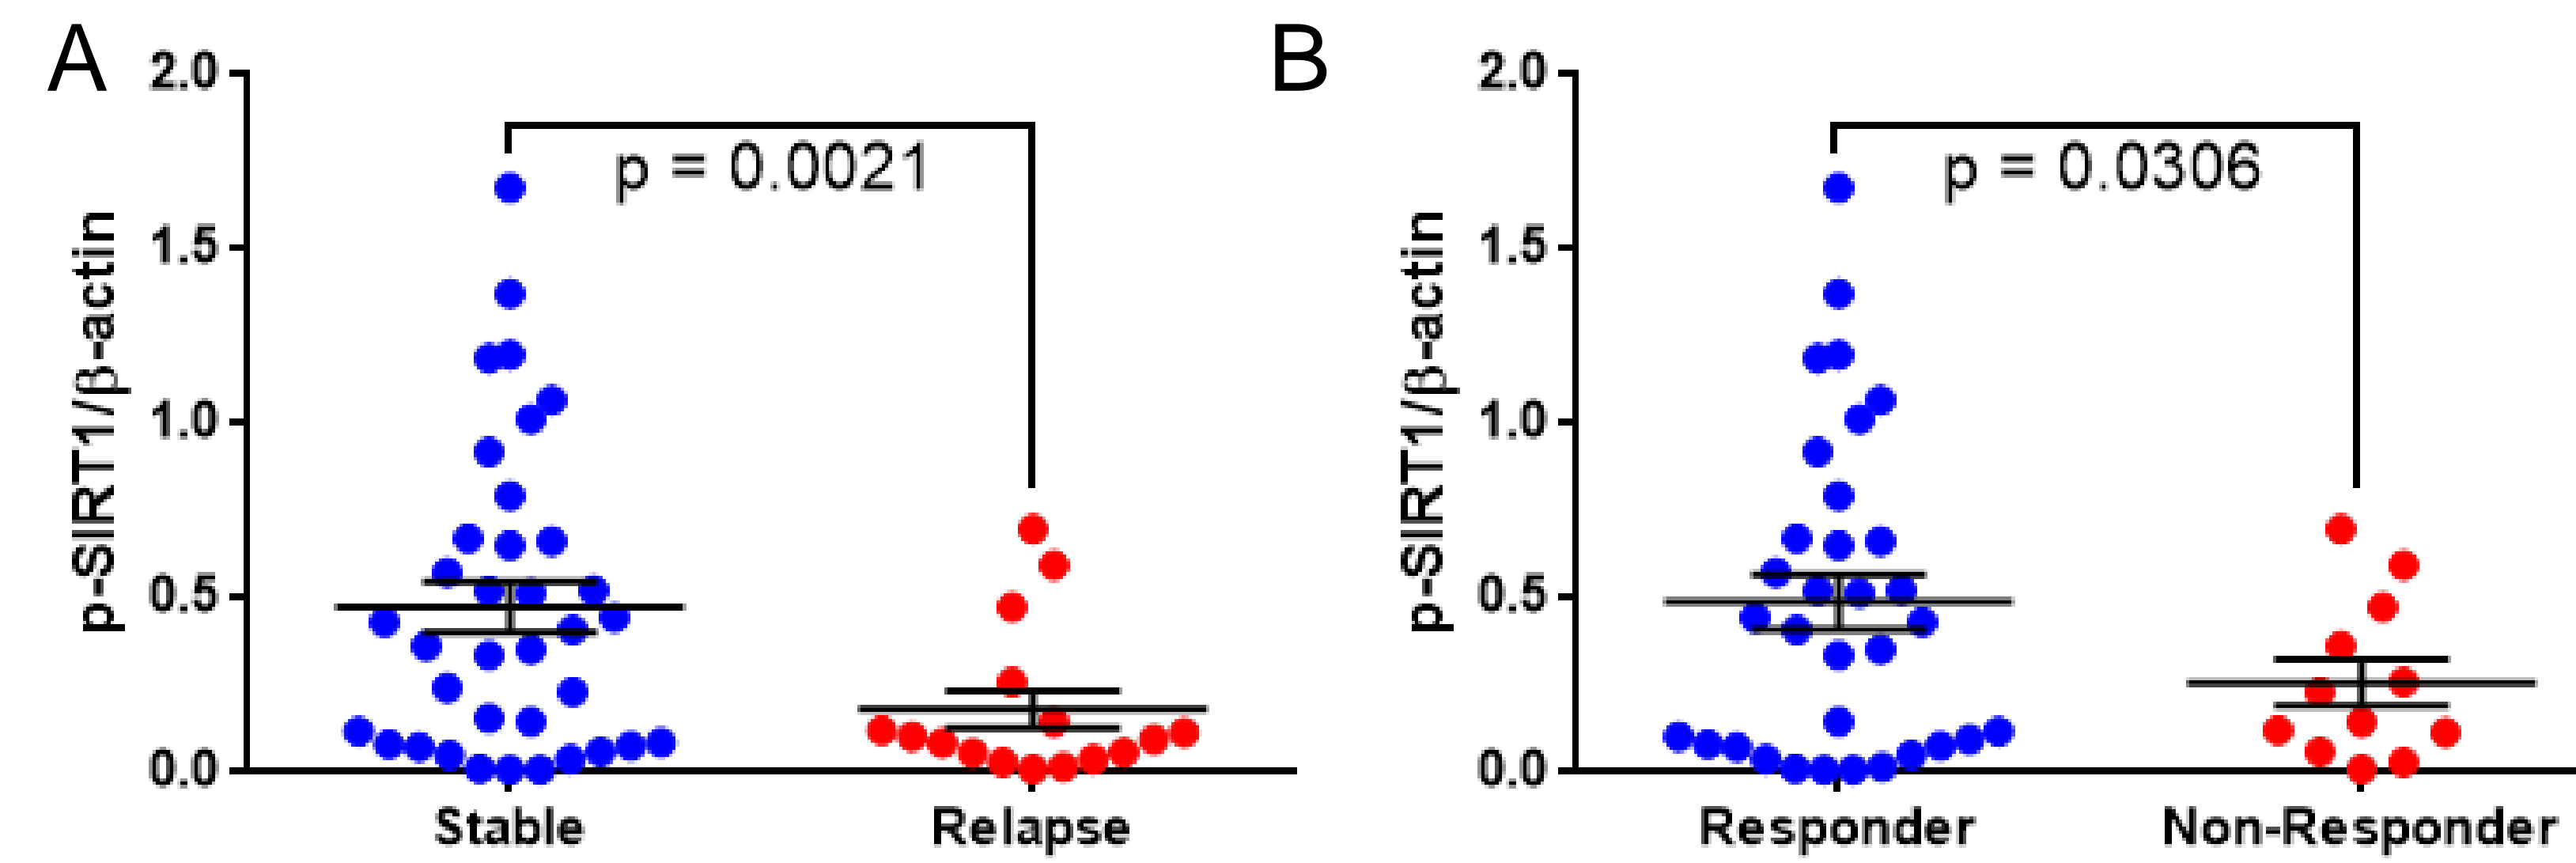 A
2.0
1.5
1.0
0.5
0.0
p-SIRT1/β-actin
p = 0.0021
Stable
Relapse
B
2.0
1.5
1.0
0.5
0.0
p-SIRT1/β-actin
p = 0.0306
Responder
Non-Responder